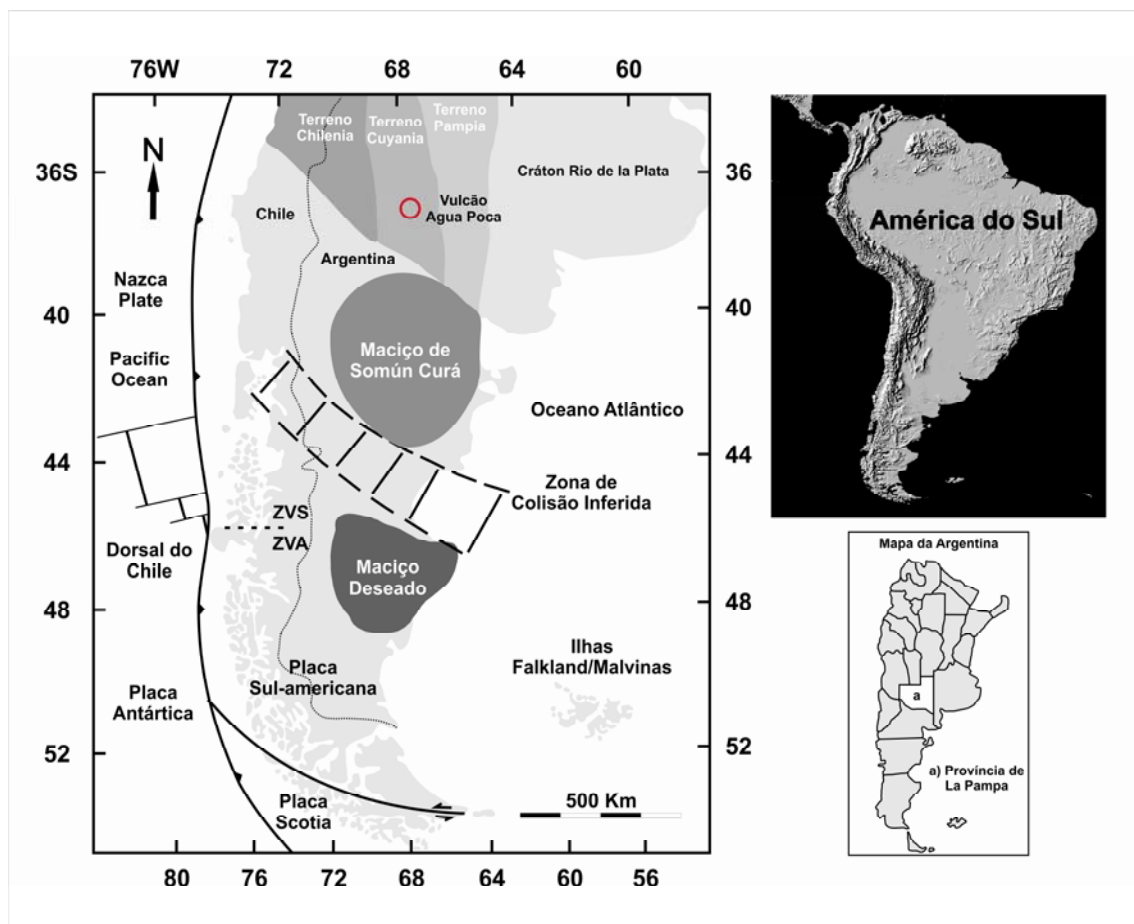 76W 72 68 64 60
Terreno
Chilenia
Terreno
Cuyania
Terreno
Pampia
36S
N
Cráton Rio de la Plata
36
Chile
Vulcão
Agua Poca
Argentina
Nazca
Plate
40
Maciço de
Somún Curá
40
Pacific
Ocean
Oceano Atlântico
44
44
Zona de
Colisão Inferida
ZVS
ZVA
Dorsal do
Chile
Maciço
Deseado
48
48
Ilhas
Falkland/Malvinas
Placa
Sul-americana
Placa
Antártica
52
52
Placa
Scotia
500 Km
80 76 72 68 64 60 56
América do Sul
Mapa da Argentina
a
a) Província de
La Pampa